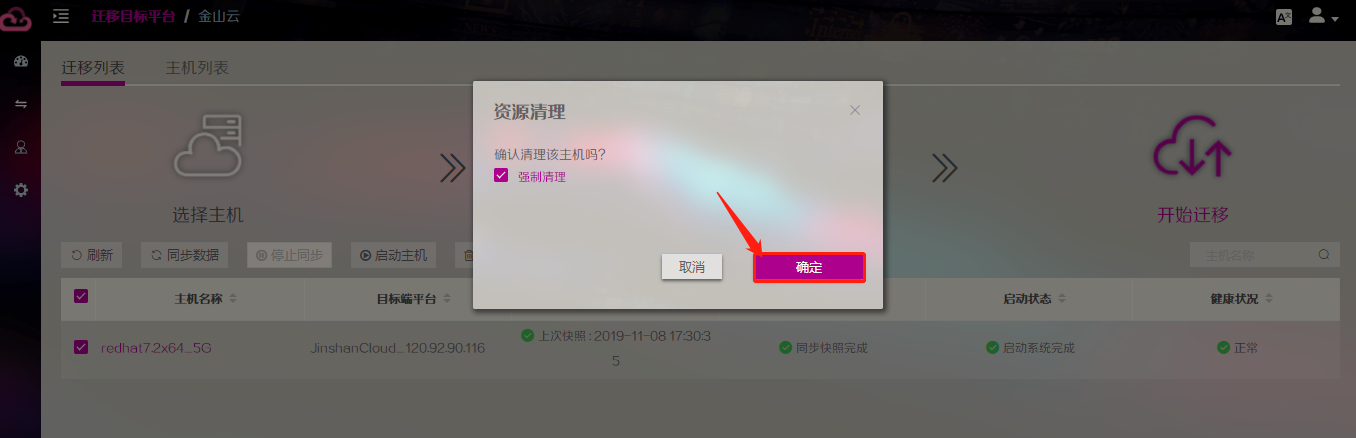 迁移目标平台 / 金山云
迁移列表 主机列表
资源清理
确认清理该主机吗?
强制清理
取消 确定
选择主机
开始迁移
刷新 同步数据 停止同步 启动主机
主机名称
主机名称 目标端平台 启动状态 健康状况
redhat7.2x64_5G JinshanCloud_120.92.90.116 上次快照 : 2019-11-08 17:30:3
5
同步快照完成 启动系统完成 正常